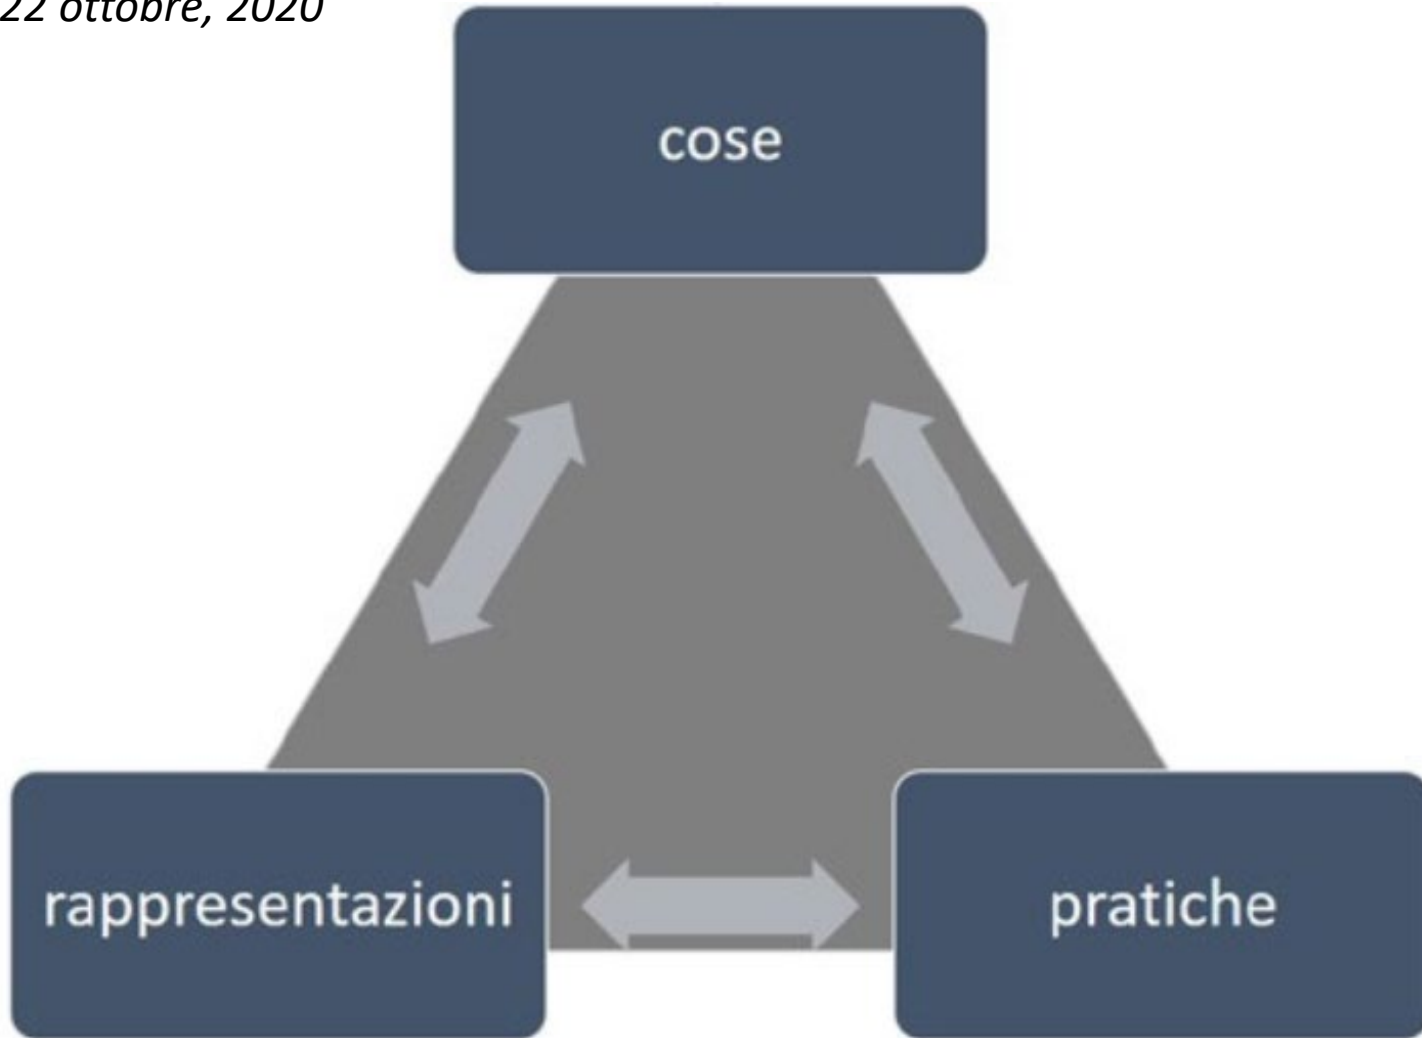 22 ottobre, 2020
cose
rappresentazioni
pratiche